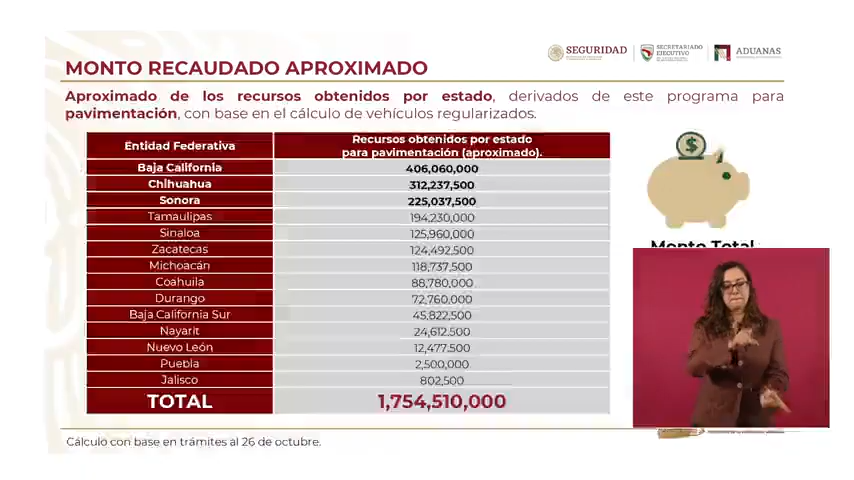 SEGURIDAD
SECRETARIADO
EJECUTIVO
ADUANAS
MONTO RECAUDADO APROXIMADO
Aproximado de los recursos obtenidos por estado, derivados de este programa para
pavimentación, con base en el cálculo de vehículos regularizados.
Entidad Federativa
Recursos obtenidos por estado
para pavimentación (aproximado).
Baja California 406,060,000
Chihuahua 312,237,500
Sonora 225,037,500
Tamaulipas 194,230,000
Sinaloa 125,960,000
Zacatecas 124,492,500
Michoacán 118,737,500
Coahuila 88,780,000
Durango 72,760,000
Baja California Sur 45,822,500
Nayarit 24,612,500
Nuevo León 12,477,500
Puebla 2,500,000
Jalisco 802,500
TOTAL 1,754,510,000
$
Monto Total
Cálculo con base en trámites al 26 de octubre.